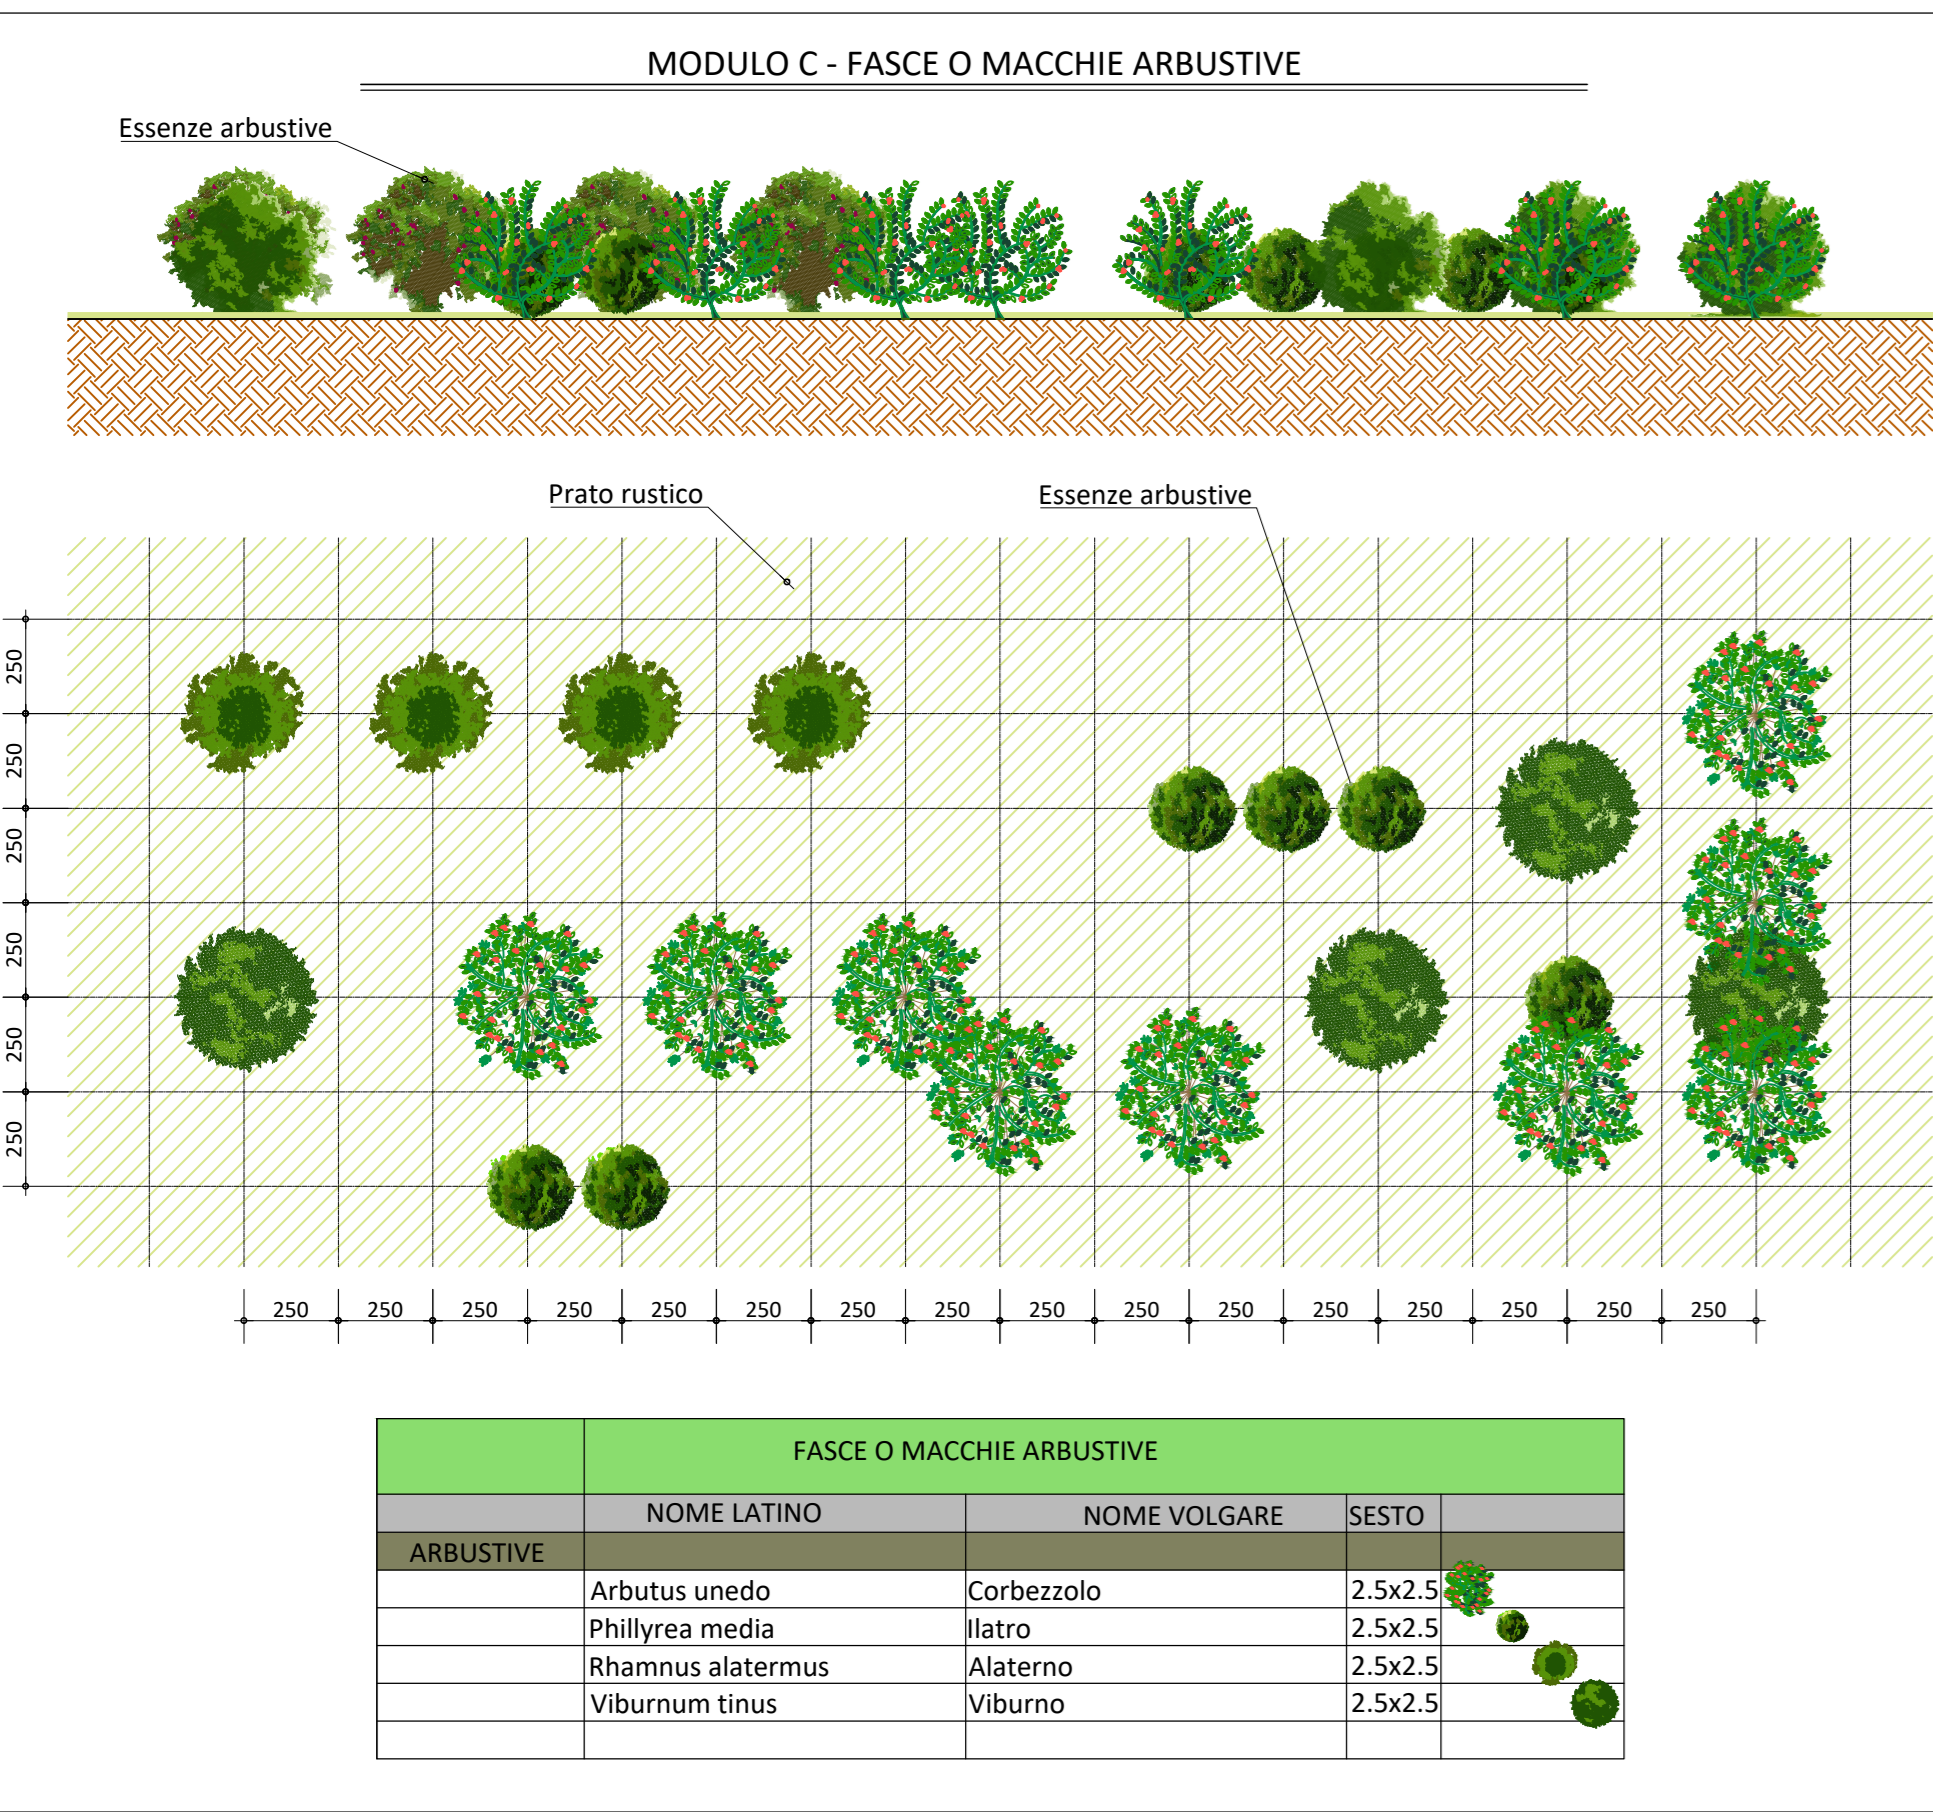 MODULO C - FASCE O MACCHIE ARBUSTIVE
Essenze arbustive
Prato rustico
Essenze arbustive
250
250
250
250
250
250
250 250 250 250 250 250 250 250 250 250 250 250 250 250 250 250
FASCE O MACCHIE ARBUSTIVE
NOME LATINO NOME VOLGARE SESTO
ARBUSTIVE
Arbutus unedo Corbezzolo 2.5x2.5
Phillyrea media Ilatro 2.5x2.5
Rhamnus alatermus Alaterno 2.5x2.5
Viburnum tinus Viburno 2.5x2.5